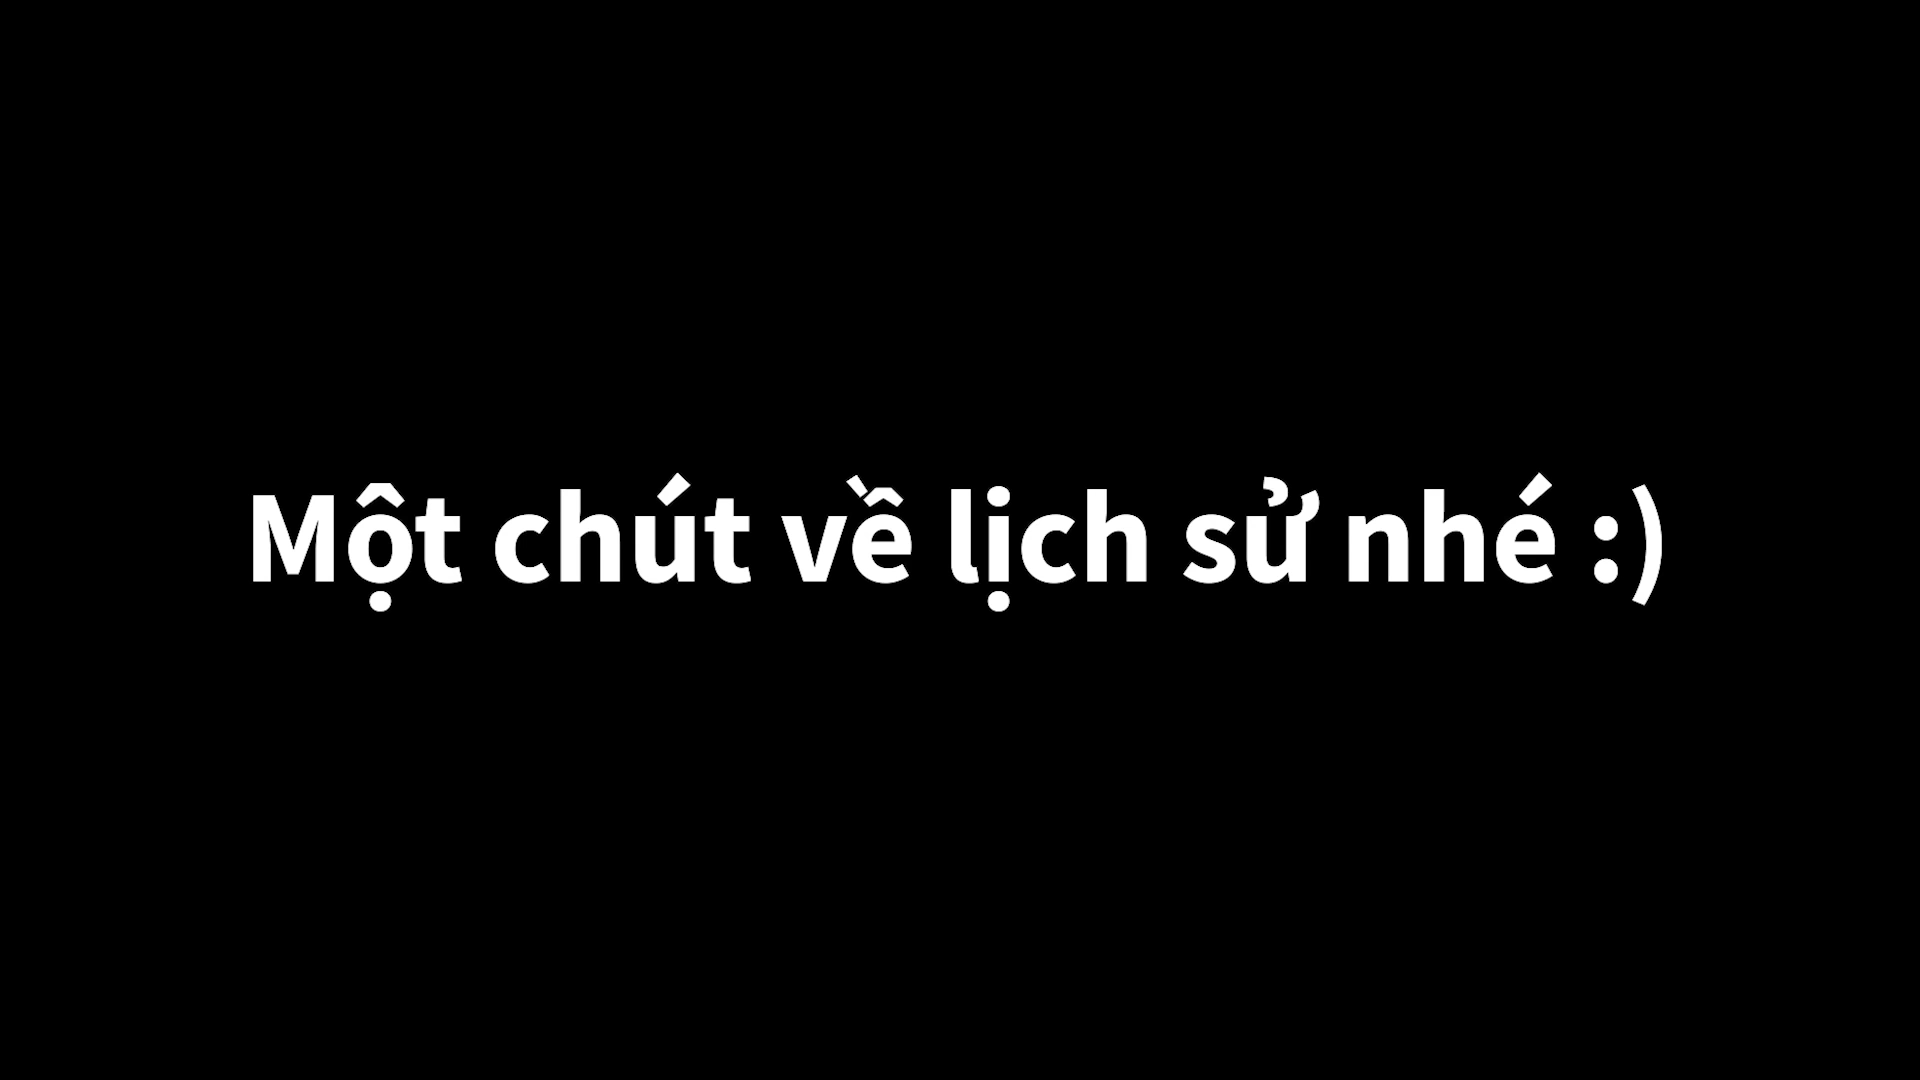 Một chút về lịch sử nhé :)